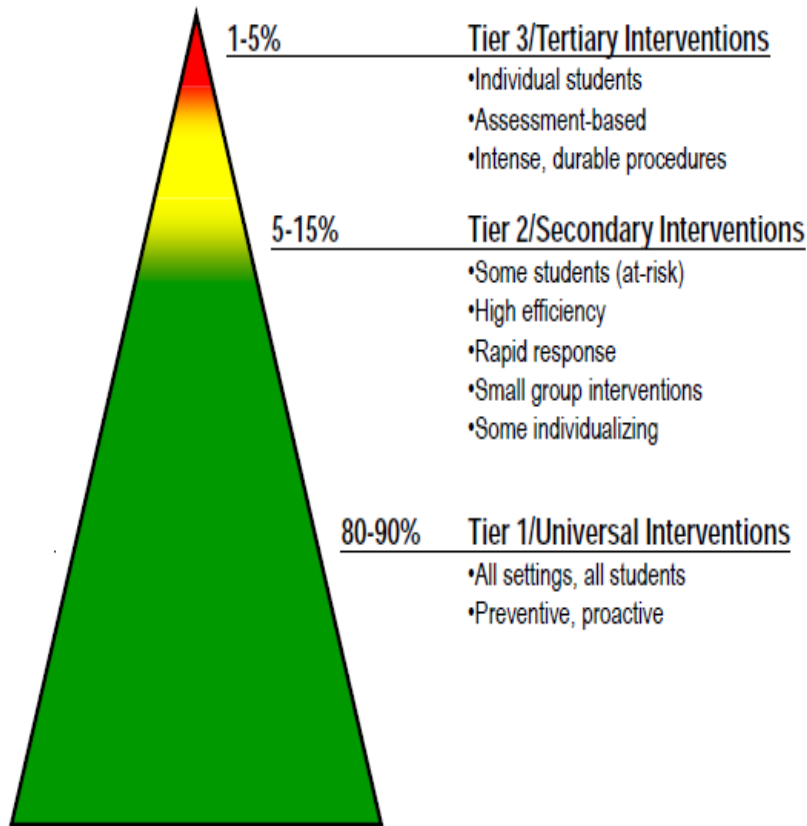 1-5% Tier 3/Tertiary Interventions
•Individual students
•Assessment-based
•Intense, durable procedures
5-15% Tier 2/Secondary Interventions
•Some students (at-risk)
•High efficiency
•Rapid response
•Small group interventions
•Some individualizing
80-90% Tier 1/Universal Interventions
•All settings, all students
•Preventive, proactive